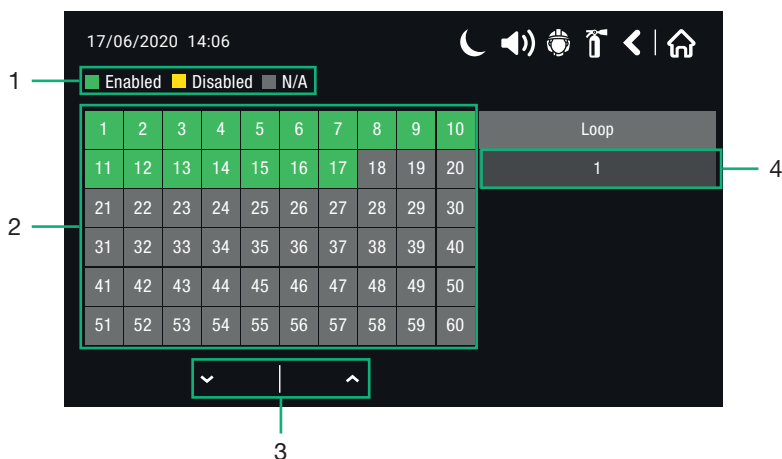 17/06/2020 14:06
1
Enabled Disabled N/A
1 2 3 4 5 6 7 8 9 10 Loop
11 12 13 14 15 16 17 18 19 20 1 4
21 22 23 24 25 26 27 28 29 30
2
31 32 33 34 35 36 37 38 39 40
41 42 43 44 45 46 47 48 49 50
51 52 53 54 55 56 57 58 59 60
3